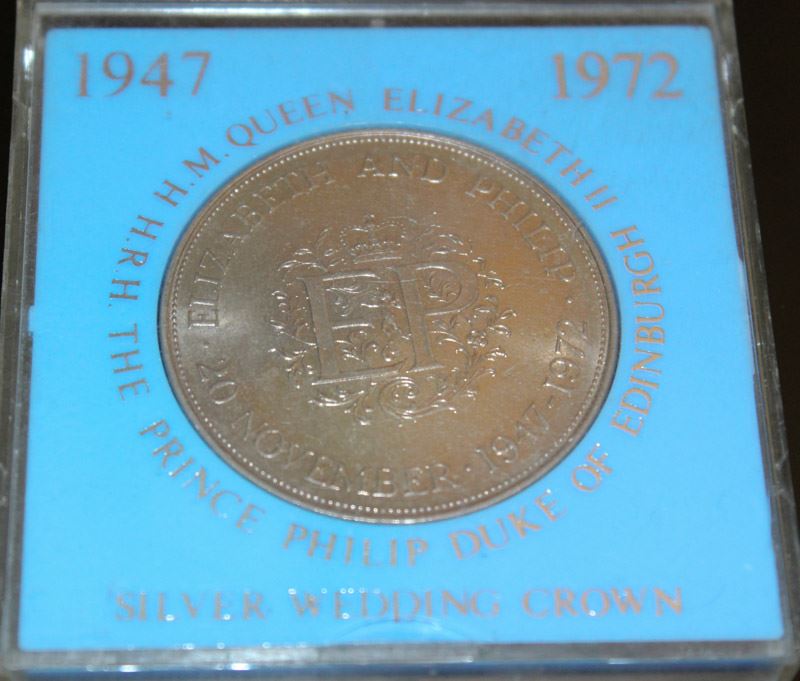 1947 1972
H.M. QUEEN ELIZABETH II
H.R.H. THE PRINCE PHILIP DUKE OF EDINBURGH
ELIZABETH AND PHILIP
EP
· 20 NOVEMBER · 1947-1972 ·
SILVER WEDDING CROWN